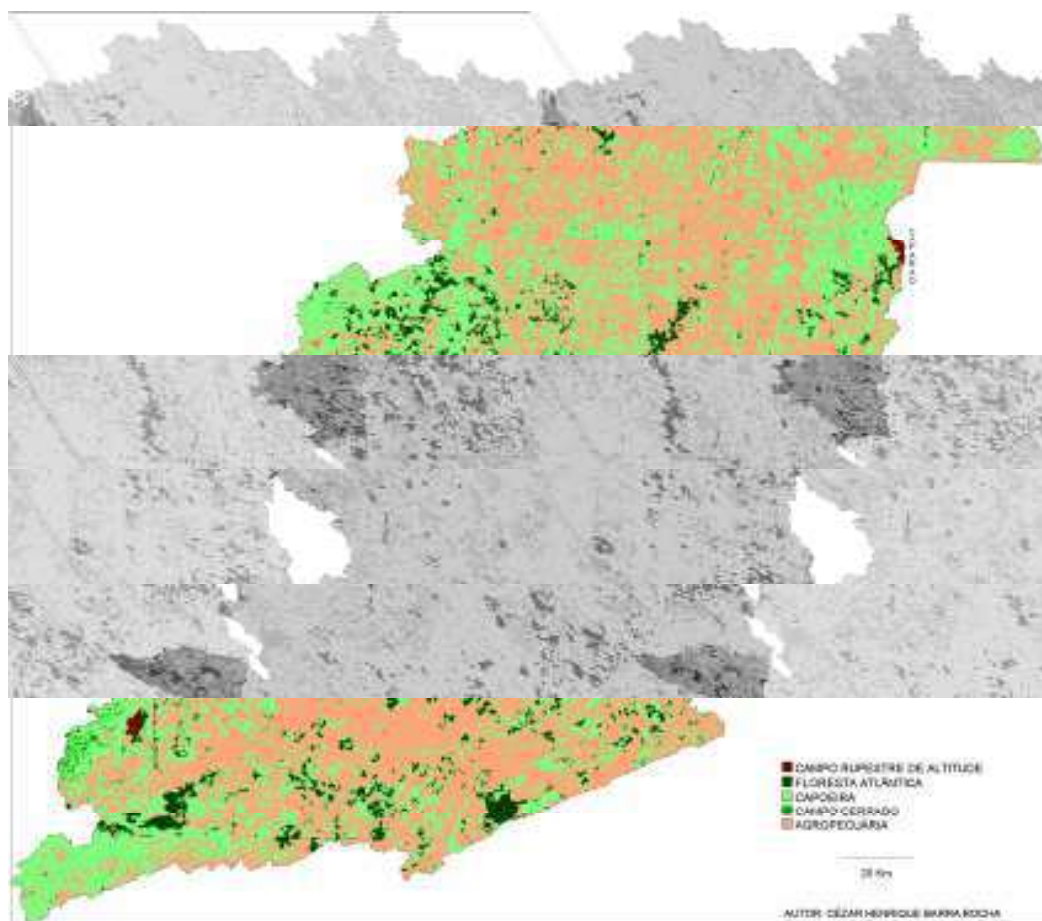 CAMPO RUPESTRE DE ALTITUDE
FLORESTA ATLÂNTICA
CAPOEIRA
CAMPO CERRADO
AGROPECUÁRIA
20 Km
AUTOR: CÉZAR HENRIQUE BARRA ROCHA